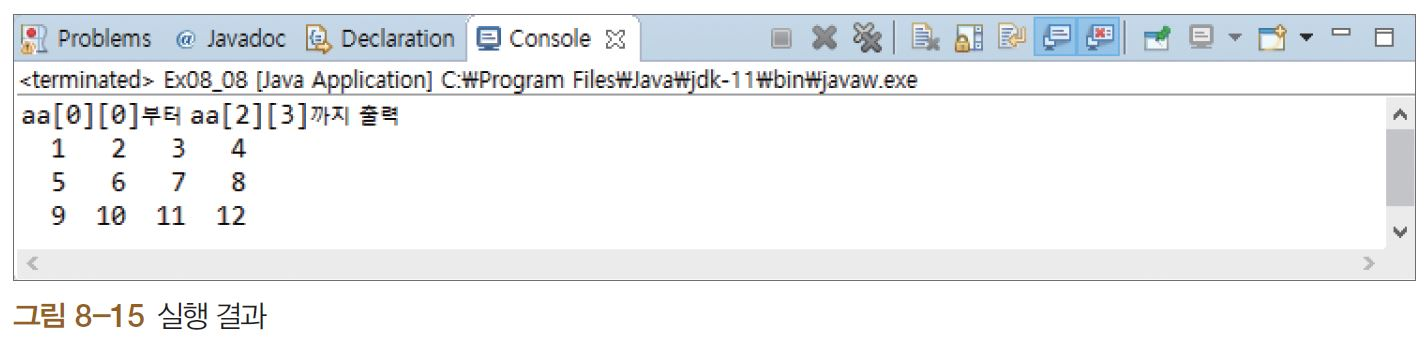 Problems @ Javadoc Declaration Console
<terminated> Ex08_08 [Java Application] C:₩Program Files₩Java₩jdk-11₩bin₩javaw.exe
aa[0][0]부터 aa[2][3]까지 출력
1 2 3 4
5 6 7 8
9 10 11 12
그림 8-15 실행 결과